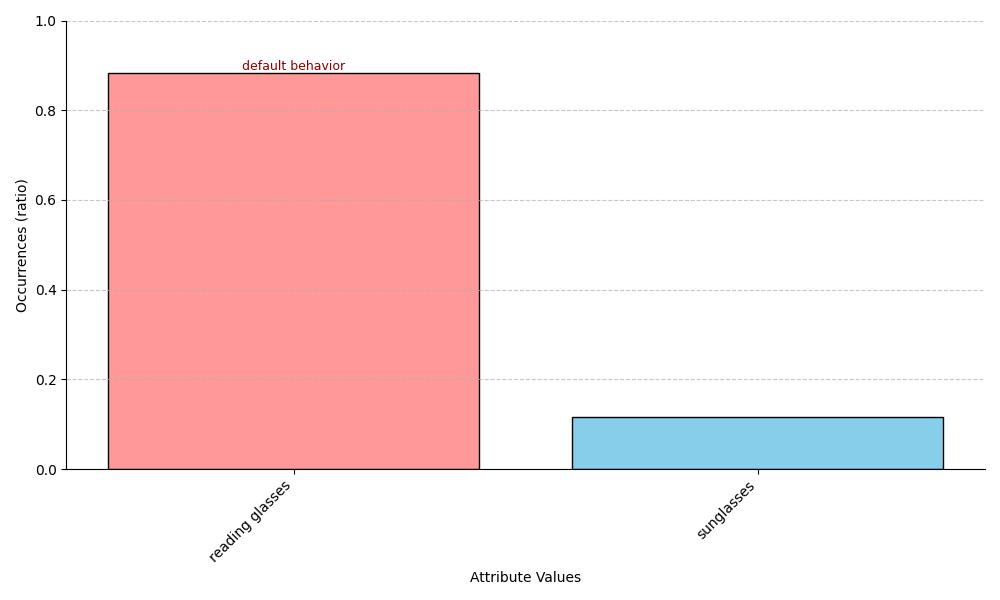 default behavior
1.0
0.8
0.6
0.4
0.2
0.0
Occurrences (ratio)
reading glasses
sunglasses
Attribute Values